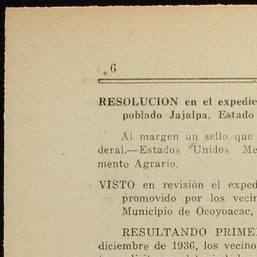 6
RESOLUCION en el expedie
poblado Jajalpa, Estado
Al margen un sello que
deral.—Estados Unidos Me
mento Agrario.
VISTO en revisión el exped
promovido por los vecin
Municipio de Ocoyoacac,
RESULTANDO PRIME
diciembre de 1936, los vecino